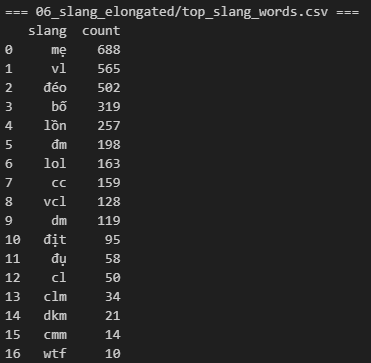 === 06_slang_elongated/top_slang_words.csv ===
slang count
0 mẹ 688
1 vl 565
2 đéo 502
3 bố 319
4 lồn 257
5 đm 198
6 lol 163
7 cc 159
8 vcl 128
9 dm 119
10 địt 95
11 đụ 58
12 cl 50
13 clm 34
14 dkm 21
15 cmm 14
16 wtf 10